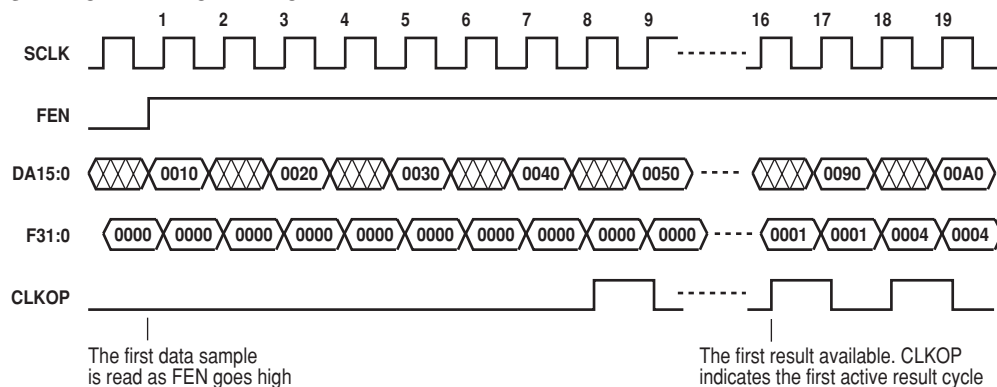 1 2 3 4 5 6 7 8 9 16 17 18 19
SCLK
FEN
DA15:0 0010 0020 0030 0040 0050 0090 00A0
F31:0 0000 0000 0000 0000 0000 0000 0000 0000 0000 0000 0001 0001 0004 0004
CLKOP
The first data sample
is read as FEN goes high
The first result available. CLKOP
indicates the first active result cycle